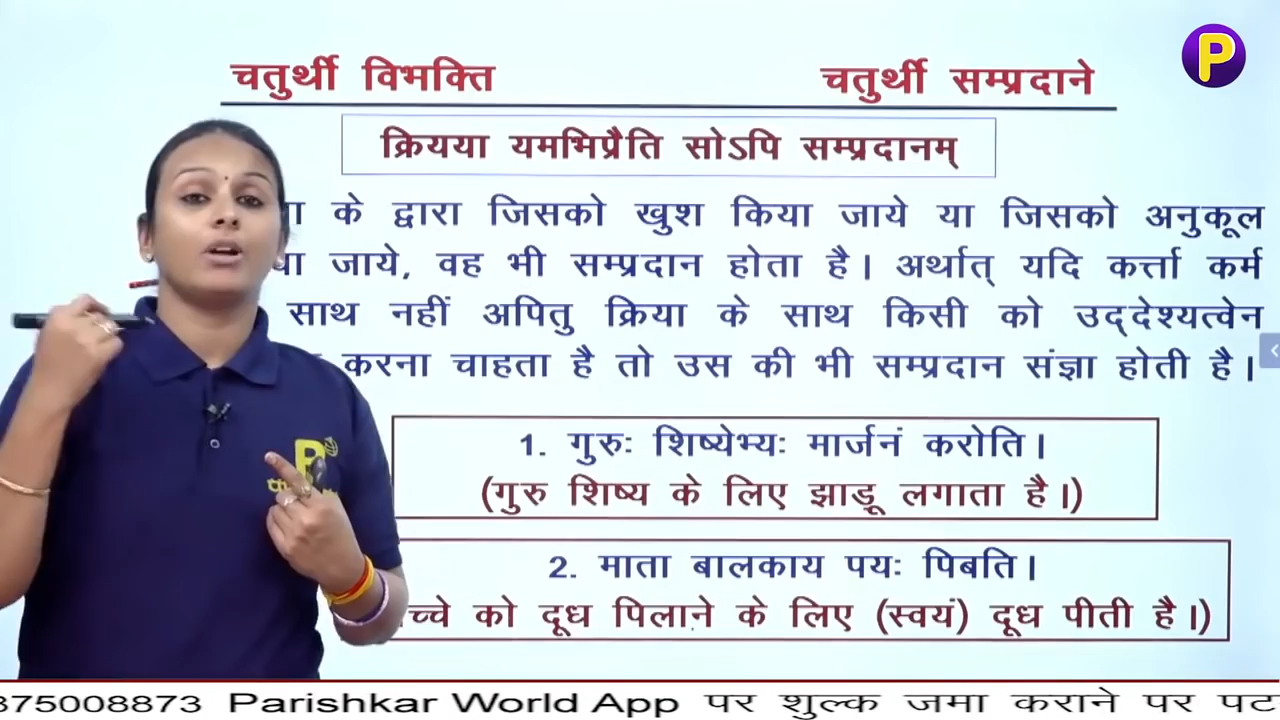 चतुर्थी विभक्ति चतुर्थी सम्प्रदाने
P
क्रियया यमभिप्रैति सोऽपि सम्प्रदानम्
के द्वारा जिसको खुश किया जाये या जिसको अनुकूल
जाये, वह भी सम्प्रदान होता है। अर्थात् यदि कर्त्ता कर्म
साथ नहीं अपितु क्रिया के साथ किसी को उद्देश्यत्वेन
करना चाहता है तो उस की भी सम्प्रदान संज्ञा होती है।
1. गुरुः शिष्येभ्यः मार्जनं करोति।
(गुरु शिष्य के लिए झाड़ू लगाता है।)
2. माता बालकाय पयः पिबति।
को दूध पिलाने के लिए (स्वयं) दूध पीती है।)
875008873 Parishkar World App पर शुल्क जमा कराने पर पट